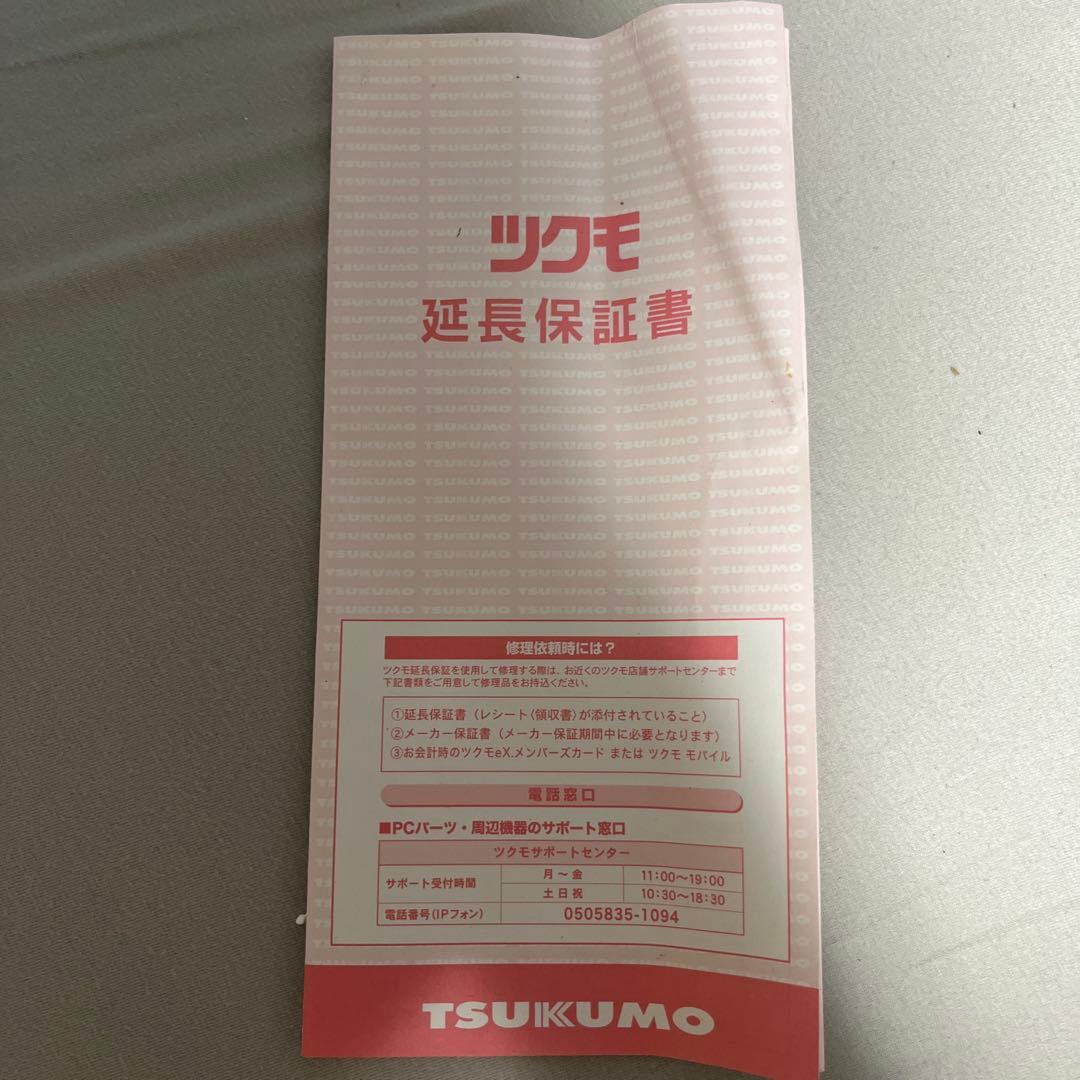 ツクモ
延長保証書
修理依頼時には？
ツクモ延長保証を使用して修理する際は、お近くのツクモ店舗サポートセンターまで
下記書類をご用意して修理品をお持込ください。
①延長保証書（レシート(領収書)が添付されていること）
②メーカー保証書（メーカー保証期間中に必要となります）
③お会計時のツクモeX.メンバーズカード または ツクモ モバイル
電話窓口
■PCパーツ・周辺機器のサポート窓口
ツクモサポートセンター
サポート受付時間 月～金 11:00～19:00
土日祝 10:30～18:30
電話番号(IPフォン) 0505835-1094
TSUKUMO